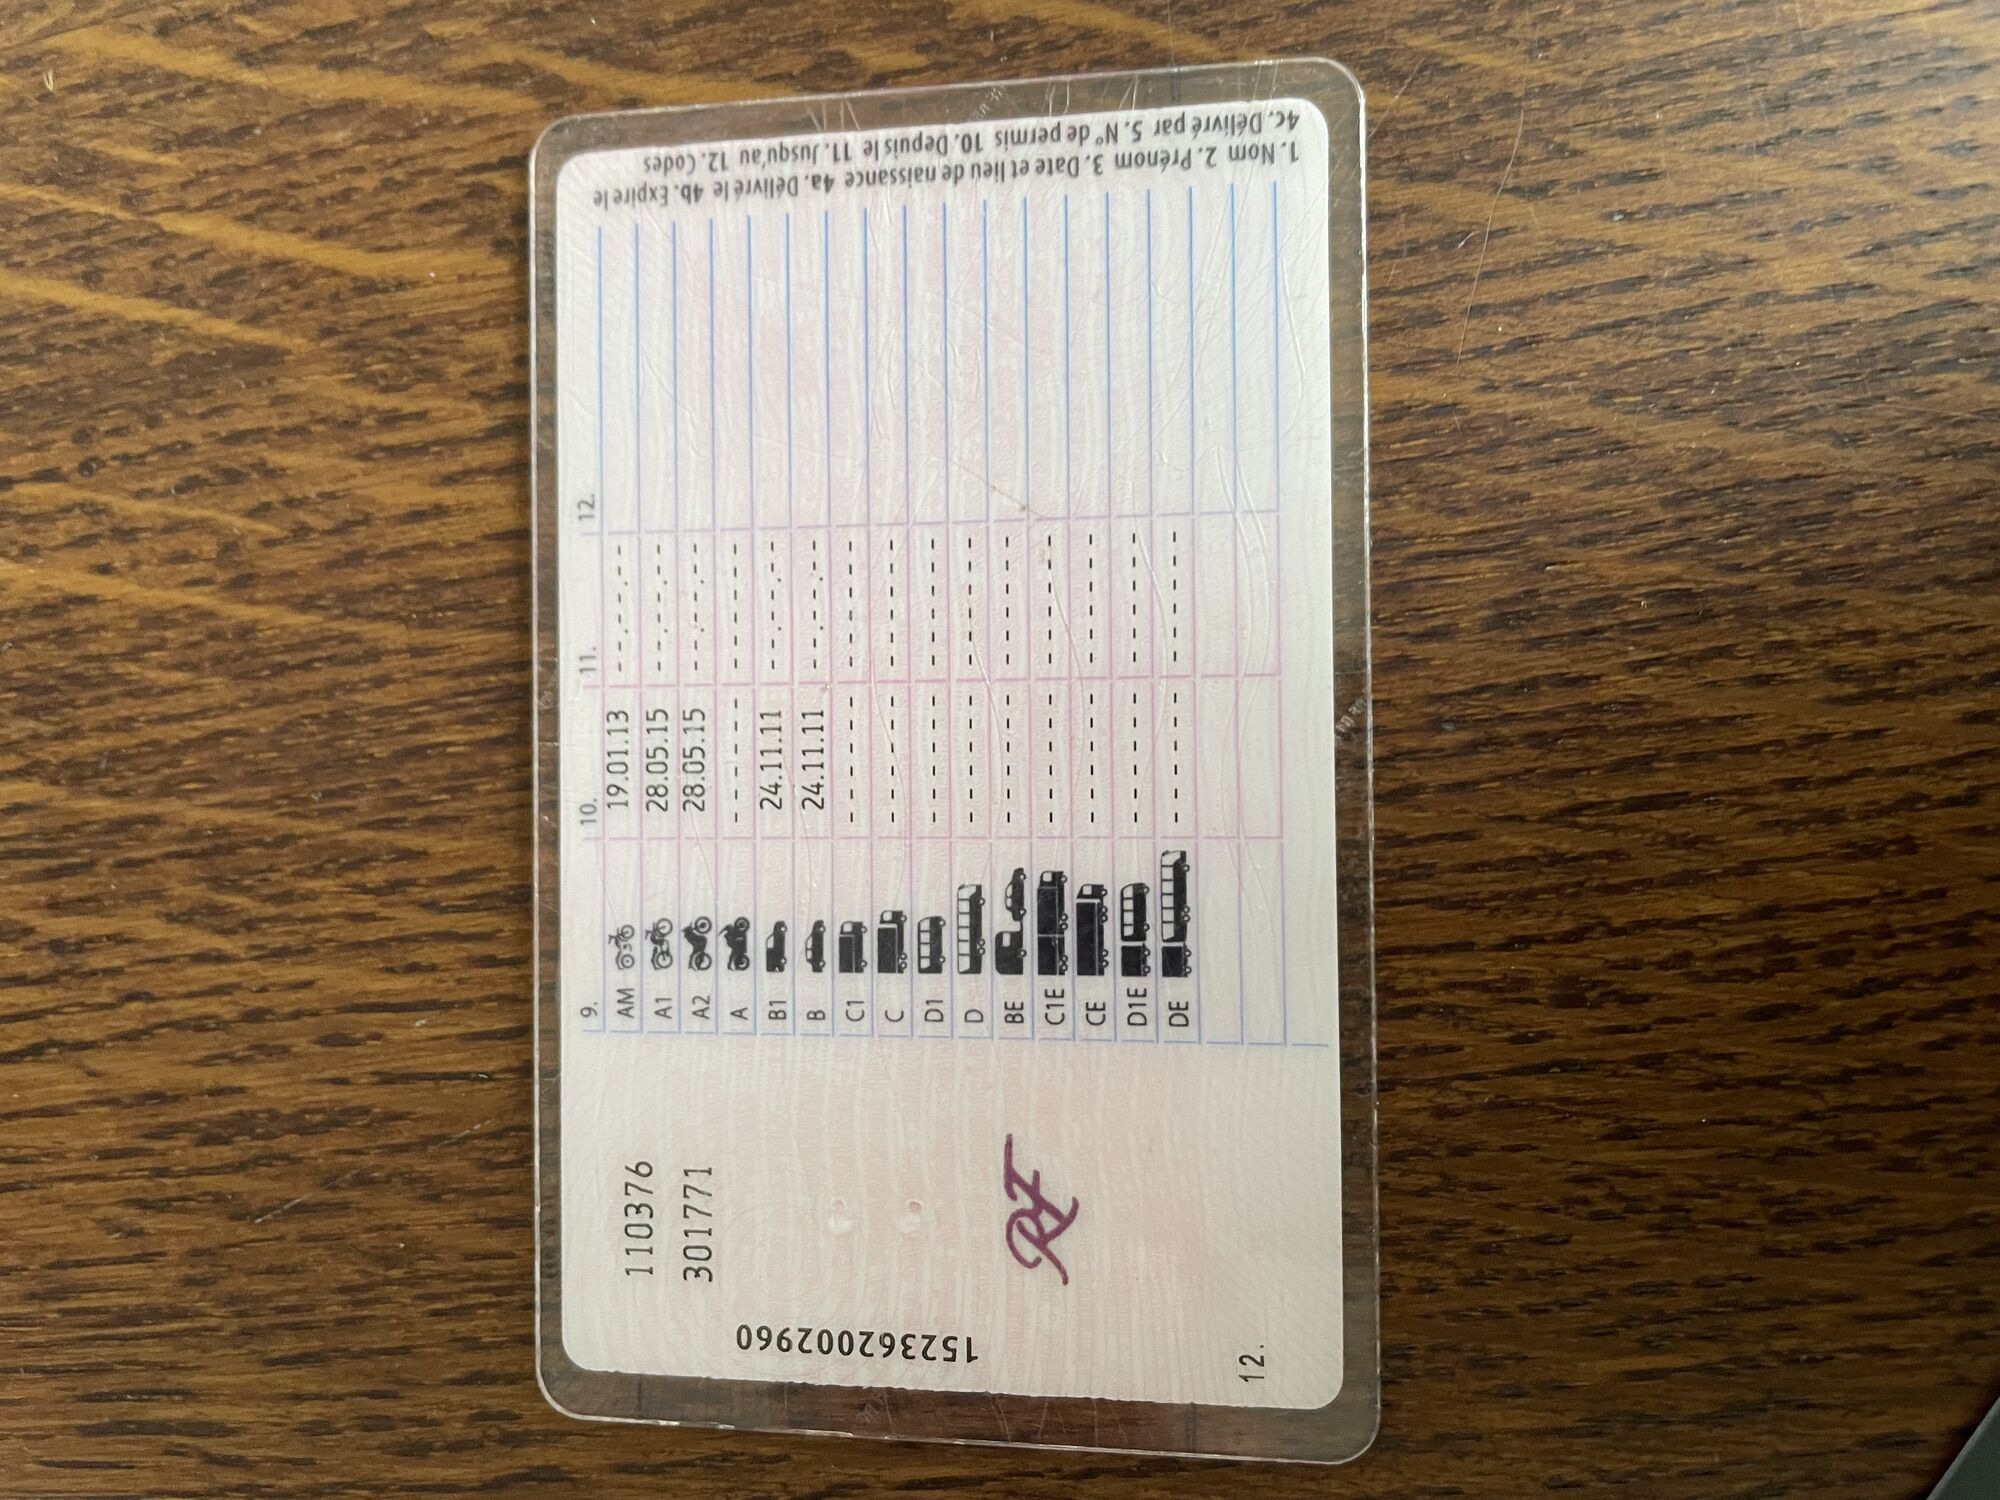 1. Nom 2. Prénom 3. Date et lieu de naissance 4a. Délivré le 4b. Expire le
4c. Délivré par 5. N° de permis 10. Depuis le 11. Jusqu'au 12. Codes
9. 10. 11. 12.
AM 19.01.13 --.--.--
A1 28.05.15 --.--.--
A2 28.05.15 --.--.--
A ------- -------
B1 24.11.11 --.--.--
B 24.11.11 --.--.--
C1 ------- -------
C ------- -------
D1 ------- -------
D ------- -------
BE ------- -------
C1E ------- -------
CE ------- -------
D1E ------- -------
DE ------- -------
110376
301771
152362002960
RF
12.